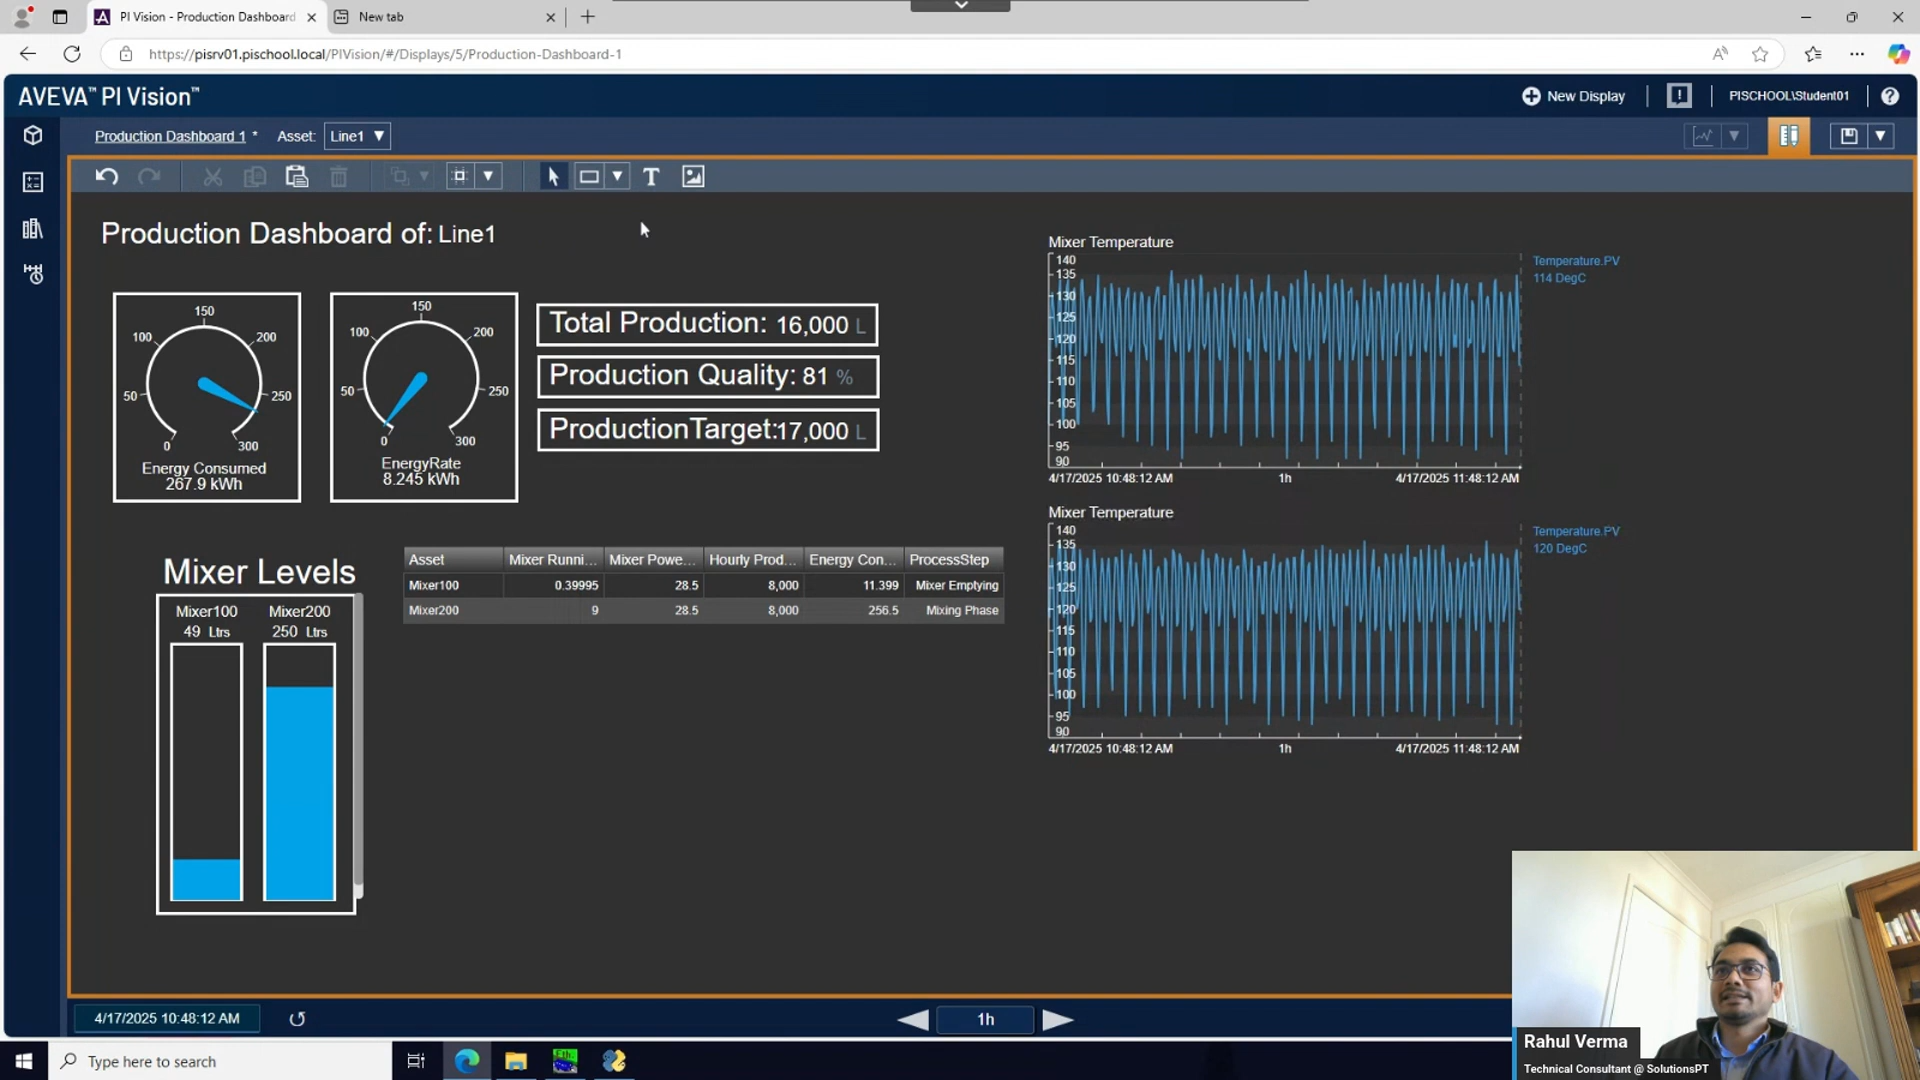 PI Vision - Production Dashboard
New tab
https://pisrv01.pischool.local/PIVision/#/Displays/5/Production-Dashboard-1
AVEVA™ PI Vision™
New Display
PISCHOOL\Student01
Production Dashboard 1 *
Asset:
Line1
Production Dashboard of: Line1
0
50
100
150
200
250
300
Energy Consumed
267.9 kWh
0
50
100
150
200
250
300
EnergyRate
8.245 kWh
Total Production: 16,000 L
Production Quality: 81 %
ProductionTarget:17,000 L
Mixer Temperature
140
135
130
125
120
115
110
105
100
95
90
4/17/2025 10:48:12 AM
1h
4/17/2025 11:48:12 AM
Temperature.PV
114 DegC
Mixer Temperature
140
135
130
125
120
115
110
105
100
95
90
4/17/2025 10:48:12 AM
1h
4/17/2025 11:48:12 AM
Temperature.PV
120 DegC
Mixer Levels
Mixer100
49 Ltrs
Mixer200
250 Ltrs
Asset Mixer Runni... Mixer Powe... Hourly Prod... Energy Con... ProcessStep
Mixer100 0.39995 28.5 8,000 11.399 Mixer Emptying
Mixer200 9 28.5 8,000 256.5 Mixing Phase
4/17/2025 10:48:12 AM
1h
Type here to search
Rahul Verma
Technical Consultant @ SolutionsPT